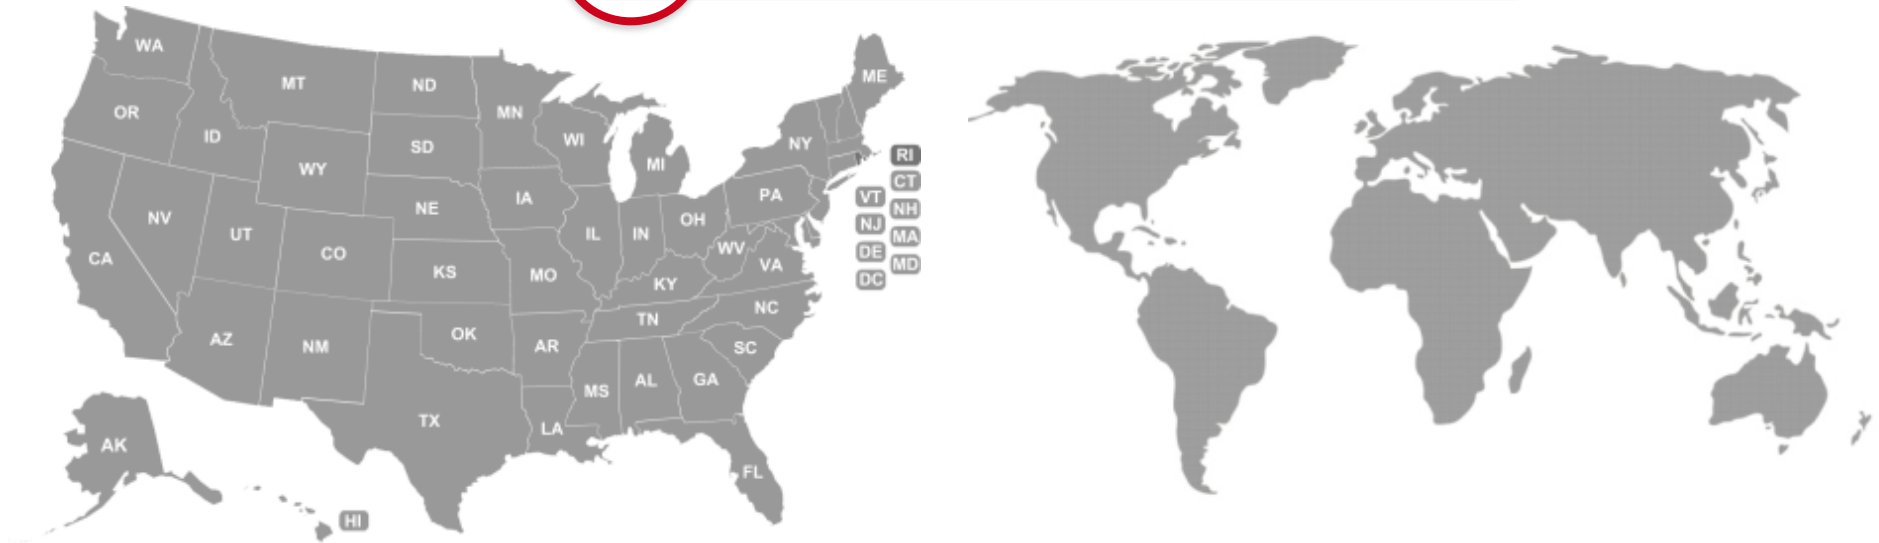 WA
MT
ND
MN
ME
OR
ID
SD
WI
NY
MI
WY
RI
CT
IA
PA
VT
NH
NE
NV
OH
NJ
UT
IL
IN
MA
WV
CO
DE
CA
VA
MD
KS
MO
KY
DC
NC
TN
OK
AZ
NM
AR
SC
MS
AL
GA
TX
LA
AK
FL
HI